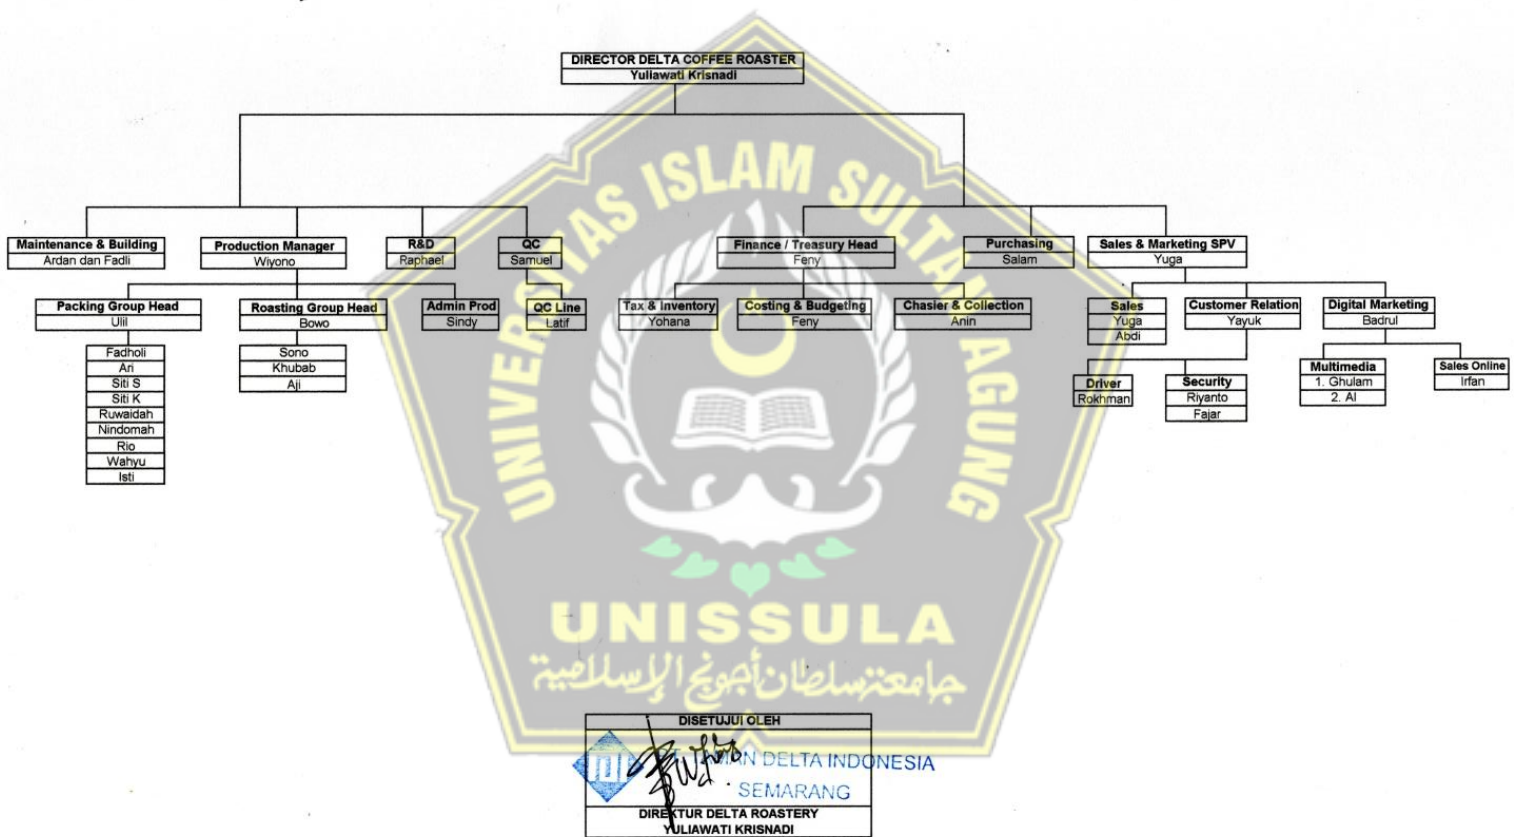 DIRECTOR DELTA COFFEE ROASTER
Yuliawati Krisnadi
Maintenance & Building
Ardan dan Fadli
Production Manager
Wiyono
R&D
Raphael
QC
Samuel
Finance / Treasury Head
Feny
Purchasing
Salam
Sales & Marketing SPV
Yuga
Packing Group Head
Ulil
Fadholi
Ari
Siti S
Siti K
Ruwaidah
Nindomah
Rio
Wahyu
Isti
Roasting Group Head
Bowo
Sono
Khubab
Aji
Admin Prod
Sindy
QC Line
Latif
Tax & Inventory
Yohana
Costing & Budgeting
Feny
Chasier & Collection
Anin
Sales
Yuga
Abdi
Customer Relation
Yayuk
Driver
Rokhman
Security
Riyanto
Fajar
Digital Marketing
Badrul
Multimedia
1. Ghulam
2. Al
Sales Online
Irfan
UNIVERSITAS ISLAM SULTAN AGUNG
UNISSULA
جامعة سلطان أجونج الإسلامية
DISETUJUI OLEH
DELTA INDONESIA
SEMARANG
DIREKTUR DELTA ROASTERY
YULIAWATI KRISNADI